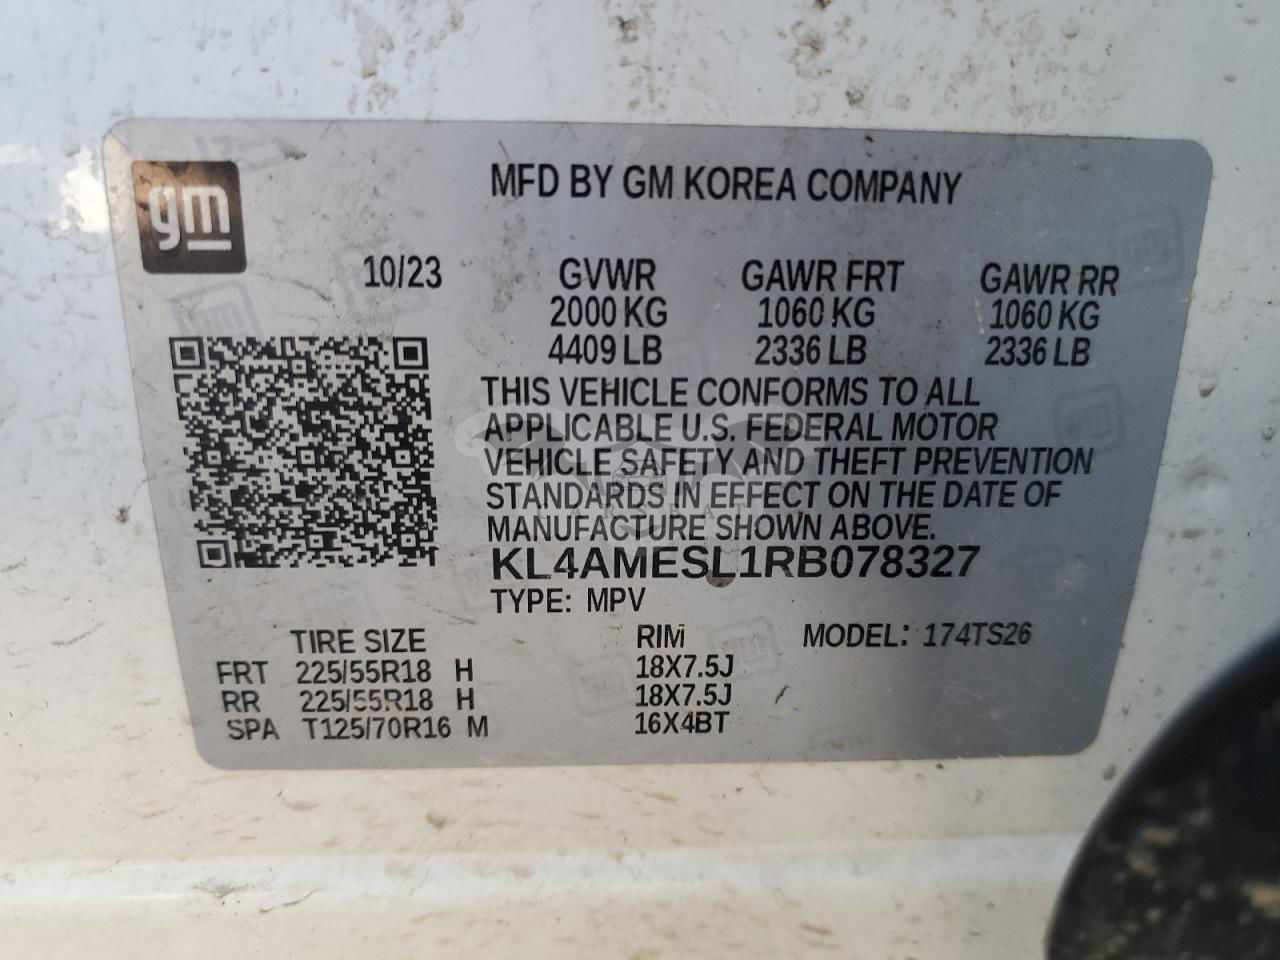 gm
MFD BY GM KOREA COMPANY
10/23 GVWR GAWR FRT GAWR RR
2000 KG 1060 KG 1060 KG
4409 LB 2336 LB 2336 LB
THIS VEHICLE CONFORMS TO ALL
APPLICABLE U.S. FEDERAL MOTOR
VEHICLE SAFETY AND THEFT PREVENTION
STANDARDS IN EFFECT ON THE DATE OF
MANUFACTURE SHOWN ABOVE.
KL4AMESL1RB078327
TYPE: MPV
TIRE SIZE RIM MODEL: 174TS26
FRT 225/55R18 H 18X7.5J
RR 225/55R18 H 18X7.5J
SPA T125/70R16 M 16X4BT